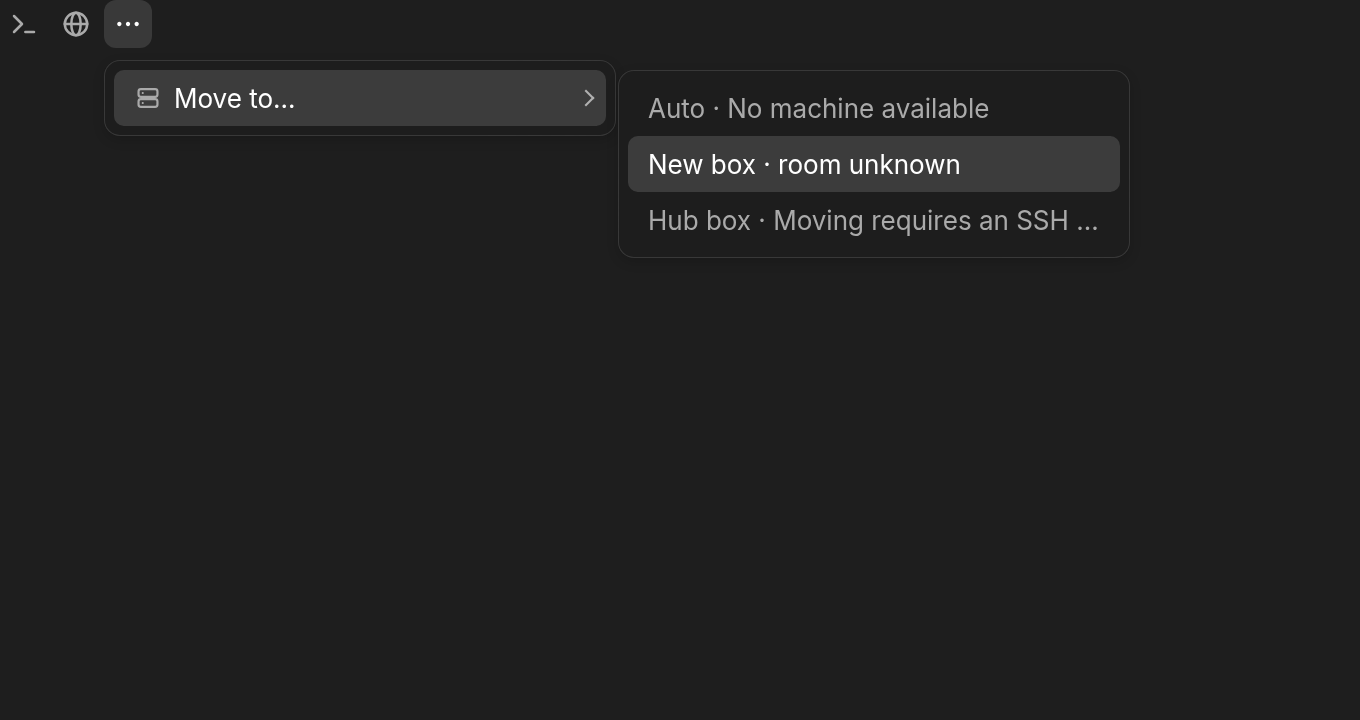 Move to...
Auto · No machine available
New box · room unknown
Hub box · Moving requires an SSH ...